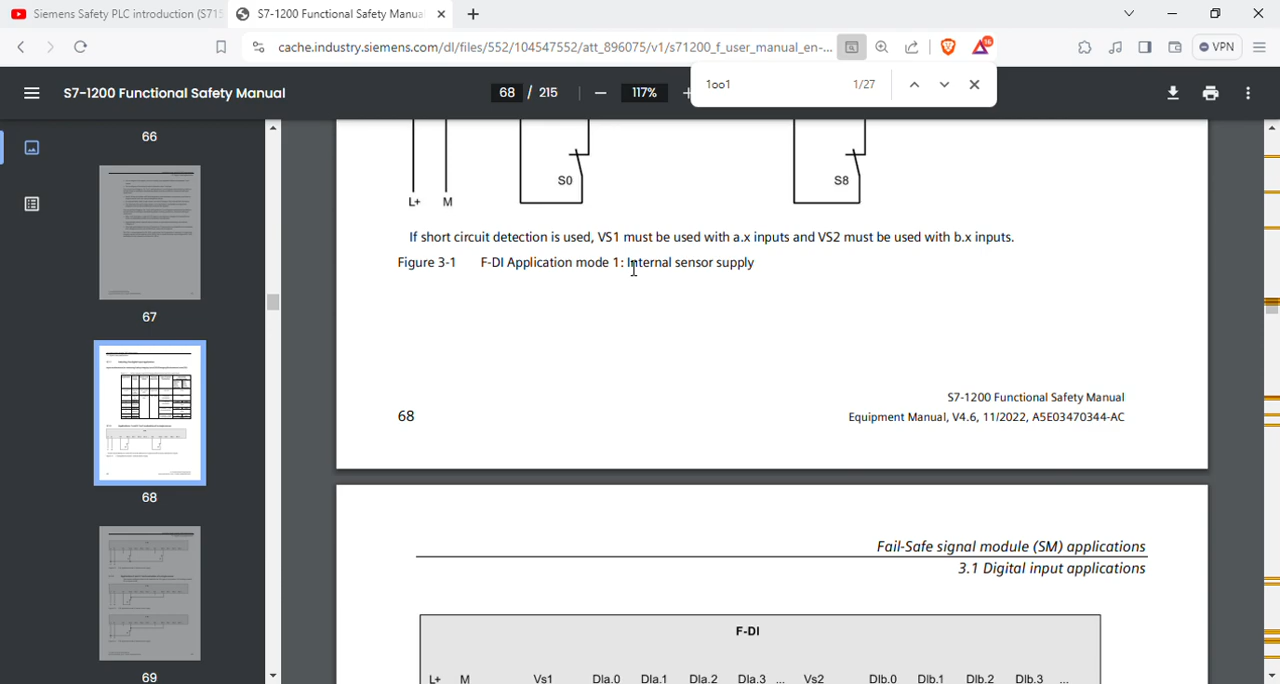 Siemens Safety PLC introduction (S715
S7-1200 Functional Safety Manua
cache.industry.siemens.com/dl/files/552/104547552/att_896075/v1/s71200_f_user_manual_en-...
16
VPN
S7-1200 Functional Safety Manual
68 / 215
117%
1oo1
1/27
66
67
68
69
S0
S8
L+ M
If short circuit detection is used, VS1 must be used with a.x inputs and VS2 must be used with b.x inputs.
Figure 3-1 F-DI Application mode 1: Internal sensor supply
S7-1200 Functional Safety Manual
68
Equipment Manual, V4.6, 11/2022, A5E03470344-AC
Fail-Safe signal module (SM) applications
3.1 Digital input applications
F-DI
L+ M Vs1 DIa.0 DIa.1 DIa.2 DIa.3 ... Vs2 DIb.0 DIb.1 DIb.2 DIb.3 ...